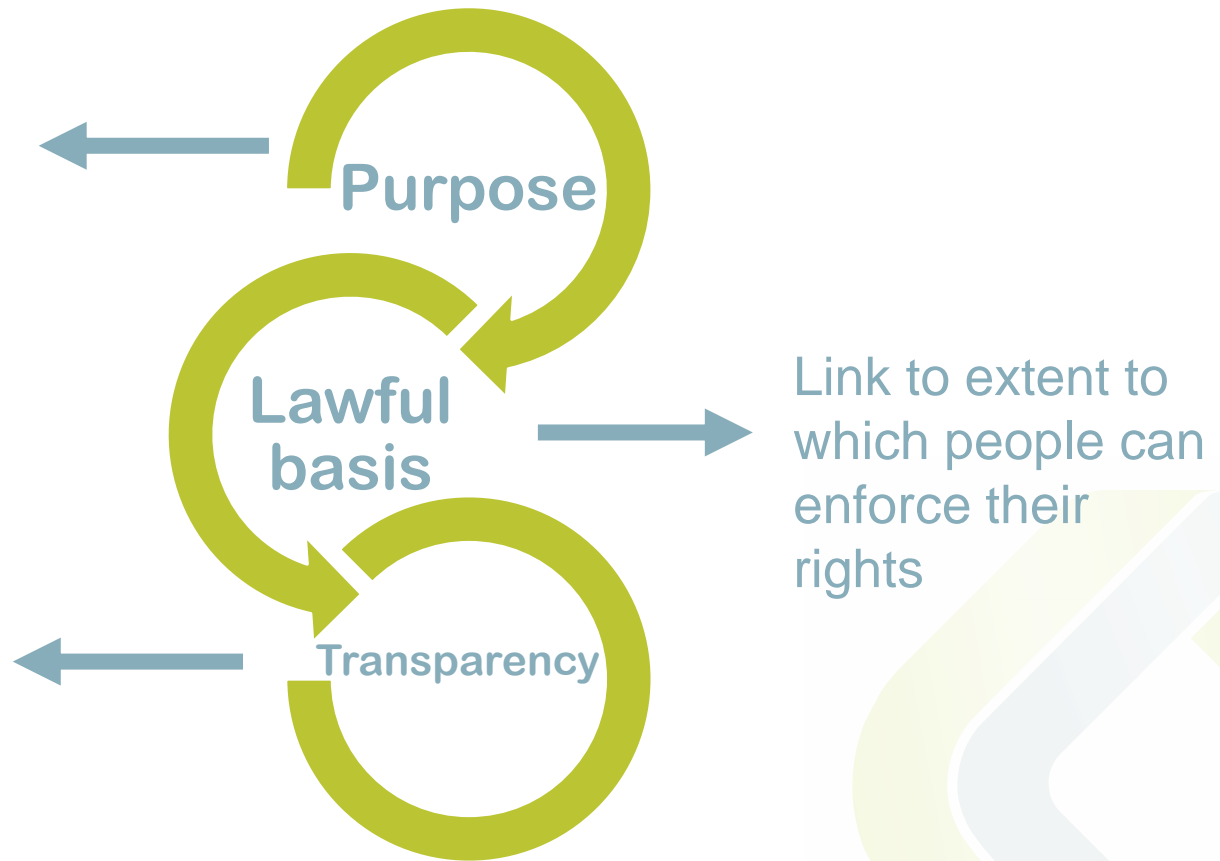 Purpose
Lawful
basis
Link to extent to
which people can
enforce their
rights
Transparency